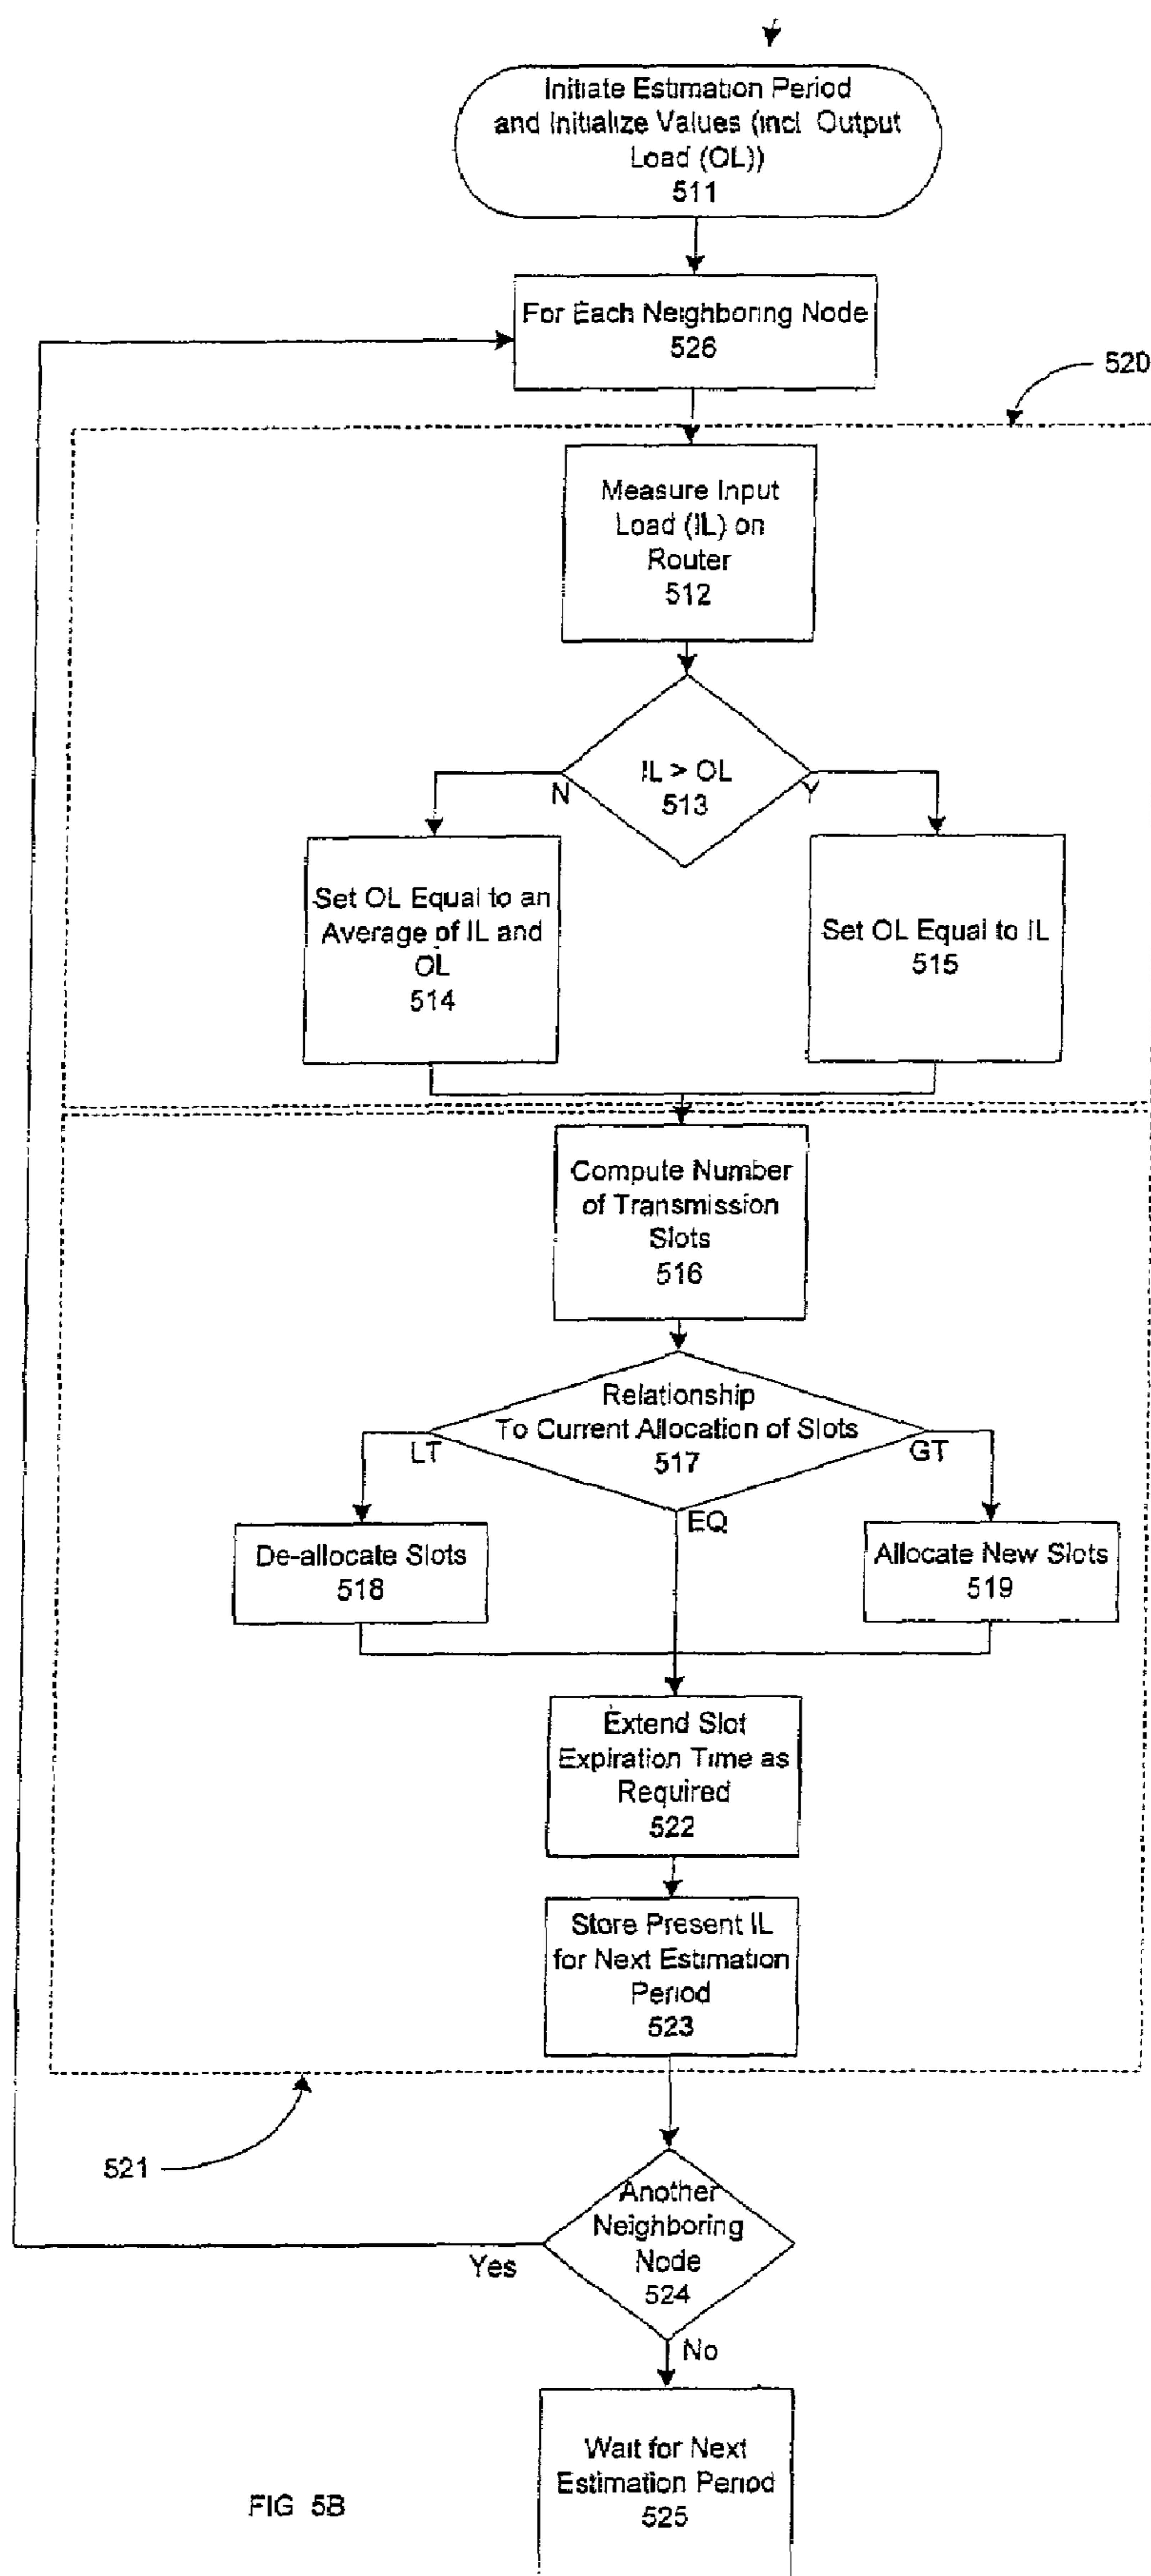 Initiate Estimation Period
and Initialize Values (incl. Output
Load (OL))
511
For Each Neighboring Node
526
520
Measure Input
Load (IL) on
Router
512
IL > OL
513
N
Y
Set OL Equal to an
Average of IL and
OL
514
Set OL Equal to IL
515
Compute Number
of Transmission
Slots
516
Relationship
To Current Allocation of Slots
517
LT
GT
EQ
De-allocate Slots
518
Allocate New Slots
519
Extend Slot
Expiration Time as
Required
522
Store Present IL
for Next Estimation
Period
523
521
Another
Neighboring
Node
524
Yes
No
Wait for Next
Estimation Period
525
FIG 5B